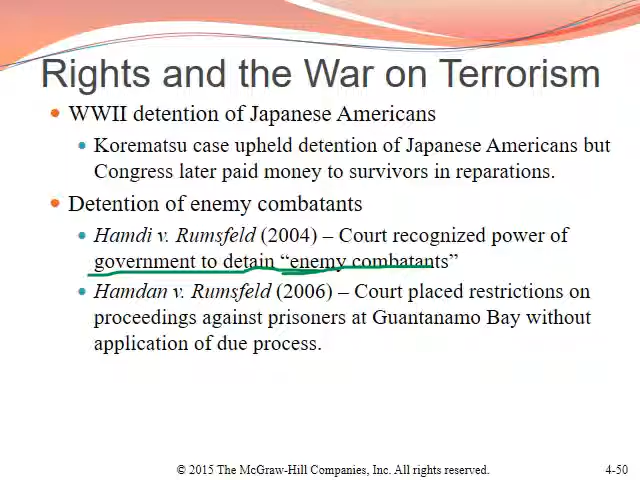 Rights and the War on Terrorism
• WWII detention of Japanese Americans
• Korematsu case upheld detention of Japanese Americans but
Congress later paid money to survivors in reparations.
• Detention of enemy combatants
• Hamdi v. Rumsfeld (2004) – Court recognized power of
government to detain “enemy combatants”
• Hamdan v. Rumsfeld (2006) – Court placed restrictions on
proceedings against prisoners at Guantanamo Bay without
application of due process.
© 2015 The McGraw-Hill Companies, Inc. All rights reserved.
4-50